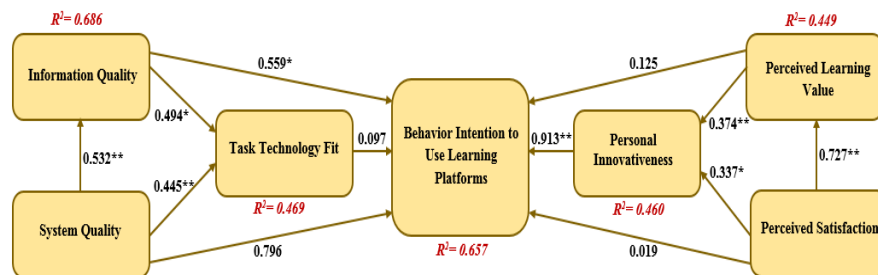 R²= 0.686
R²= 0.449
Information Quality
0.559*
0.125
Perceived Learning
Value
0.494*
Task Technology Fit
0.097
Behavior Intention to
Use Learning
Platforms
0.913**
Personal
Innovativeness
0.374**
0.532**
0.727**
0.445**
0.337*
R²= 0.469
R²= 0.460
System Quality
Perceived Satisfaction
0.796
R²= 0.657
0.019